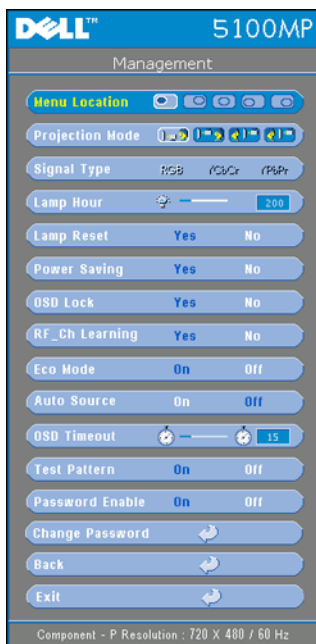 DELL™ 5100MP
Management
Menu Location
Projection Mode
Signal Type RGB YCbCr YPbPr
Lamp Hour 200
Lamp Reset Yes No
Power Saving Yes No
OSD Lock Yes No
RF_Ch Learning Yes No
Eco Mode On Off
Auto Source On Off
OSD Timeout 15
Test Pattern On Off
Password Enable On Off
Change Password
Back
Exit
Component - P Resolution : 720 X 480 / 60 Hz